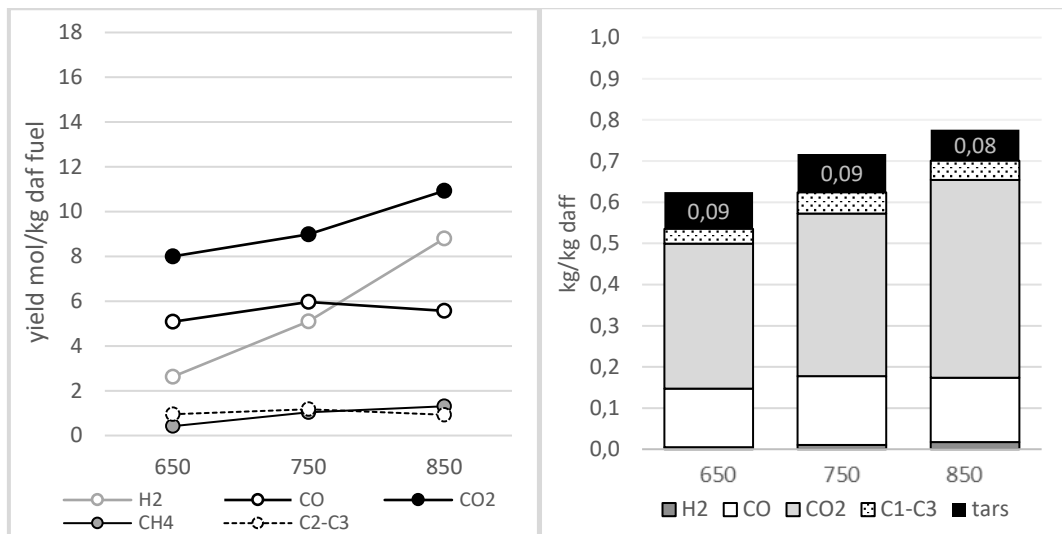 yield mol/kg daf fuel
18
16
14
12
10
8
6
4
2
0
650 750 850
H2 CO CO2
CH4 C2-C3
kg/kg daff
1,0
0,9
0,8
0,7
0,6
0,5
0,4
0,3
0,2
0,1
0,0
0,09 0,09 0,08
650 750 850
H2 CO CO2 C1-C3 tars